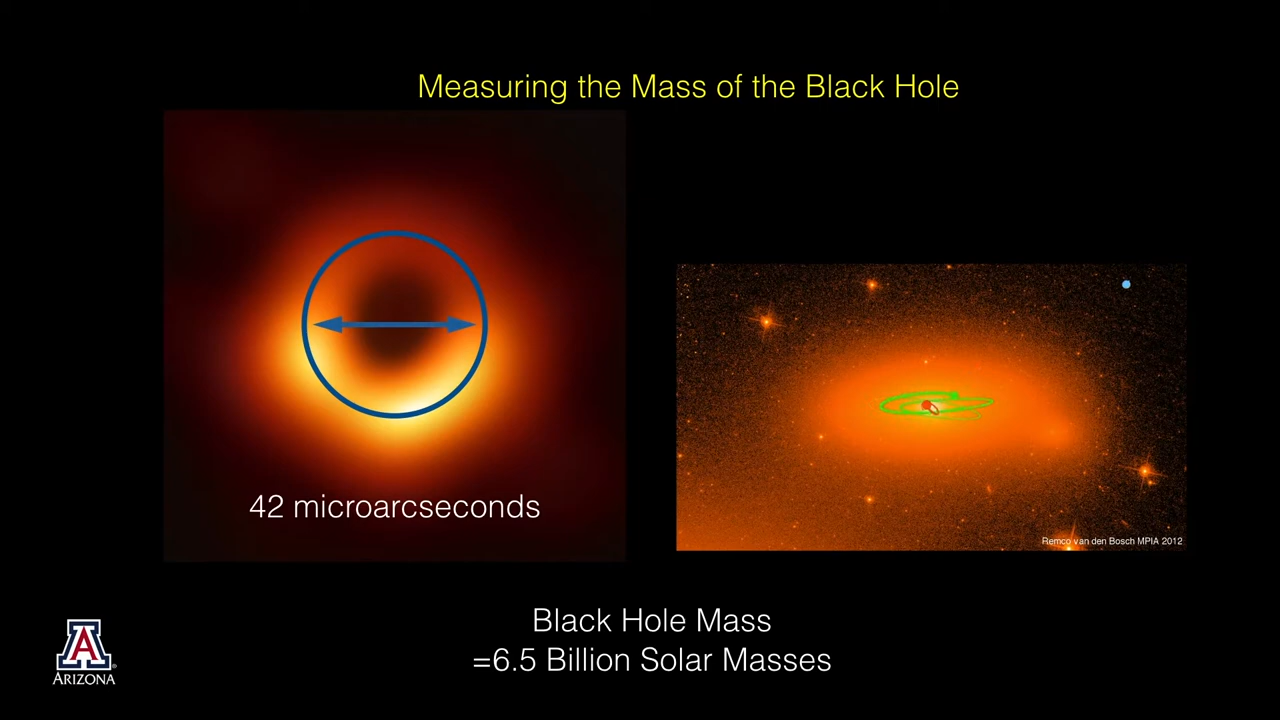 Measuring the Mass of the Black Hole
42 microarcseconds
Remco van den Bosch MPIA 2012
Black Hole Mass
=6.5 Billion Solar Masses
A
ARIZONA